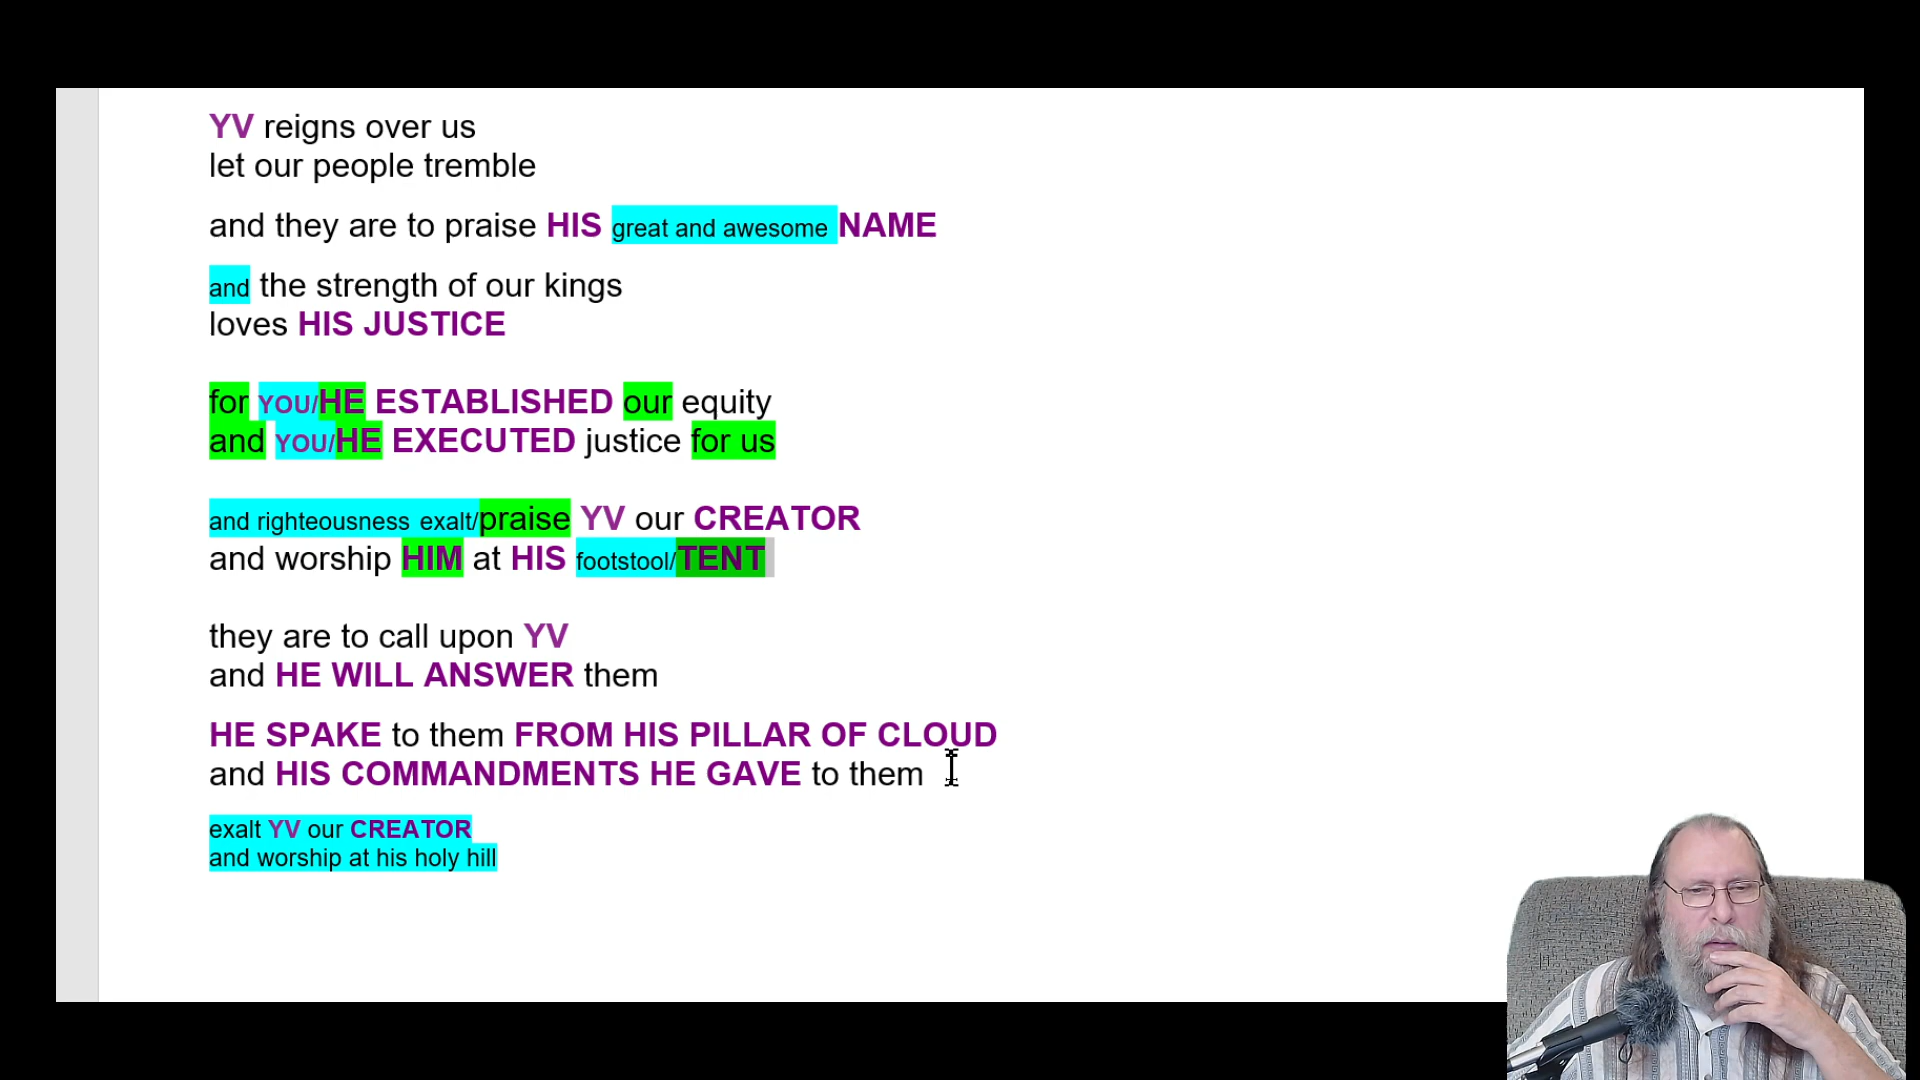 YV reigns over us
let our people tremble
and they are to praise HIS great and awesome NAME
and the strength of our kings
loves HIS JUSTICE
for YOU/HE ESTABLISHED our equity
and YOU/HE EXECUTED justice for us
and righteousness exalt/praise YV our CREATOR
and worship HIM at HIS footstool/TENT
they are to call upon YV
and HE WILL ANSWER them
HE SPAKE to them FROM HIS PILLAR OF CLOUD
and HIS COMMANDMENTS HE GAVE to them
exalt YV our CREATOR
and worship at his holy hill